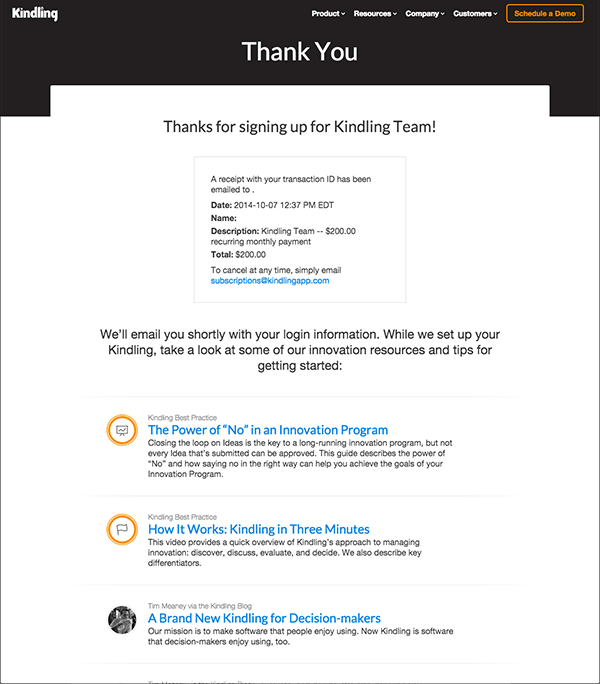 Kindling
Product Resources Company Customers Schedule a Demo
Thank You
Thanks for signing up for Kindling Team!
A receipt with your transaction ID has been
emailed to .
Date: 2014-10-07 12:37 PM EDT
Name:
Description: Kindling Team -- $200.00
recurring monthly payment
Total: $200.00
To cancel at any time, simply email
subscriptions@kindlingapp.com
We'll email you shortly with your login information. While we set up your
Kindling, take a look at some of our innovation resources and tips for
getting started:
Kindling Best Practice
The Power of “No” in an Innovation Program
Closing the loop on Ideas is the key to a long-running innovation program, but not
every Idea that's submitted can be approved. This guide describes the power of
“No” and how saying no in the right way can help you achieve the goals of your
Innovation Program.
Kindling Best Practice
How It Works: Kindling in Three Minutes
This video provides a quick overview of Kindling's approach to managing
innovation: discover, discuss, evaluate, and decide. We also describe key
differentiators.
Tim Meaney via the Kindling Blog
A Brand New Kindling for Decision-makers
Our mission is to make software that people enjoy using. Now Kindling is software
that decision-makers enjoy using, too.